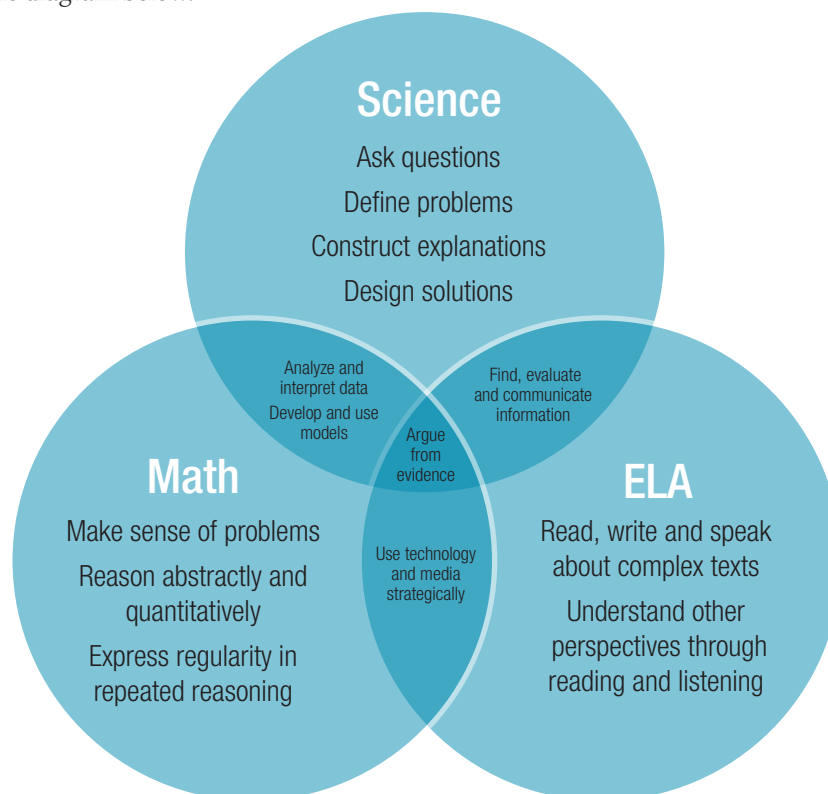 Science
Ask questions
Define problems
Construct explanations
Design solutions
Analyze and
interpret data
Develop and use
models
Find, evaluate
and communicate
information
Argue
from
evidence
Math
Make sense of problems
Reason abstractly and
quantitatively
Express regularity in
repeated reasoning
Use technology
and media
strategically
ELA
Read, write and speak
about complex texts
Understand other
perspectives through
reading and listening